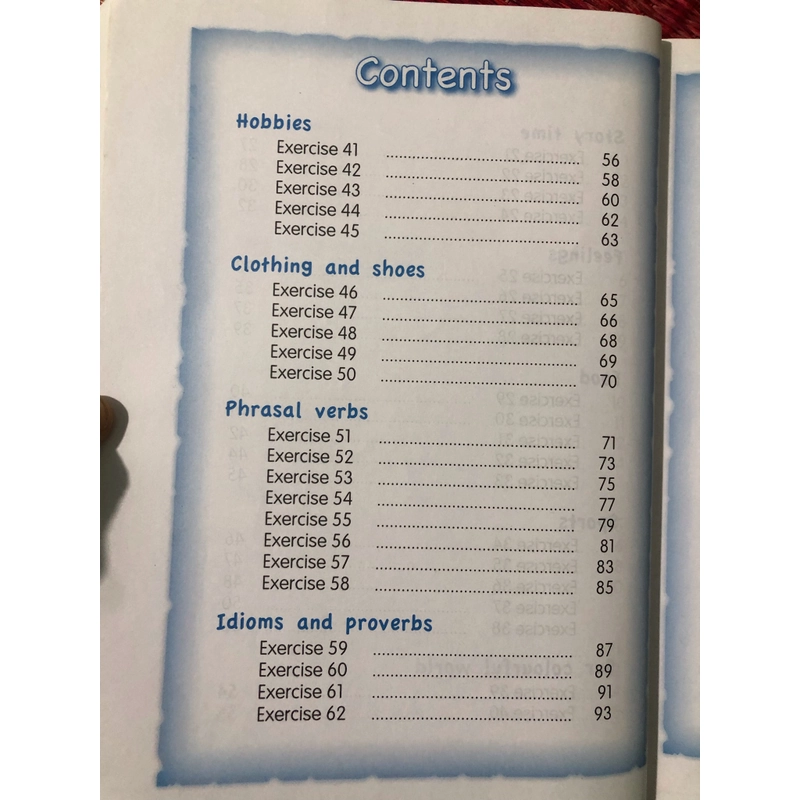 Contents
Hobbies
Exercise 41 ........................................ 56
Exercise 42 ........................................ 58
Exercise 43 ........................................ 60
Exercise 44 ........................................ 62
Exercise 45 ........................................ 63
Clothing and shoes
Exercise 46 ........................................ 65
Exercise 47 ........................................ 66
Exercise 48 ........................................ 68
Exercise 49 ........................................ 69
Exercise 50 ........................................ 70
Phrasal verbs
Exercise 51 ........................................ 71
Exercise 52 ........................................ 73
Exercise 53 ........................................ 75
Exercise 54 ........................................ 77
Exercise 55 ........................................ 79
Exercise 56 ........................................ 81
Exercise 57 ........................................ 83
Exercise 58 ........................................ 85
Idioms and proverbs
Exercise 59 ........................................ 87
Exercise 60 ........................................ 89
Exercise 61 ........................................ 91
Exercise 62 ........................................ 93